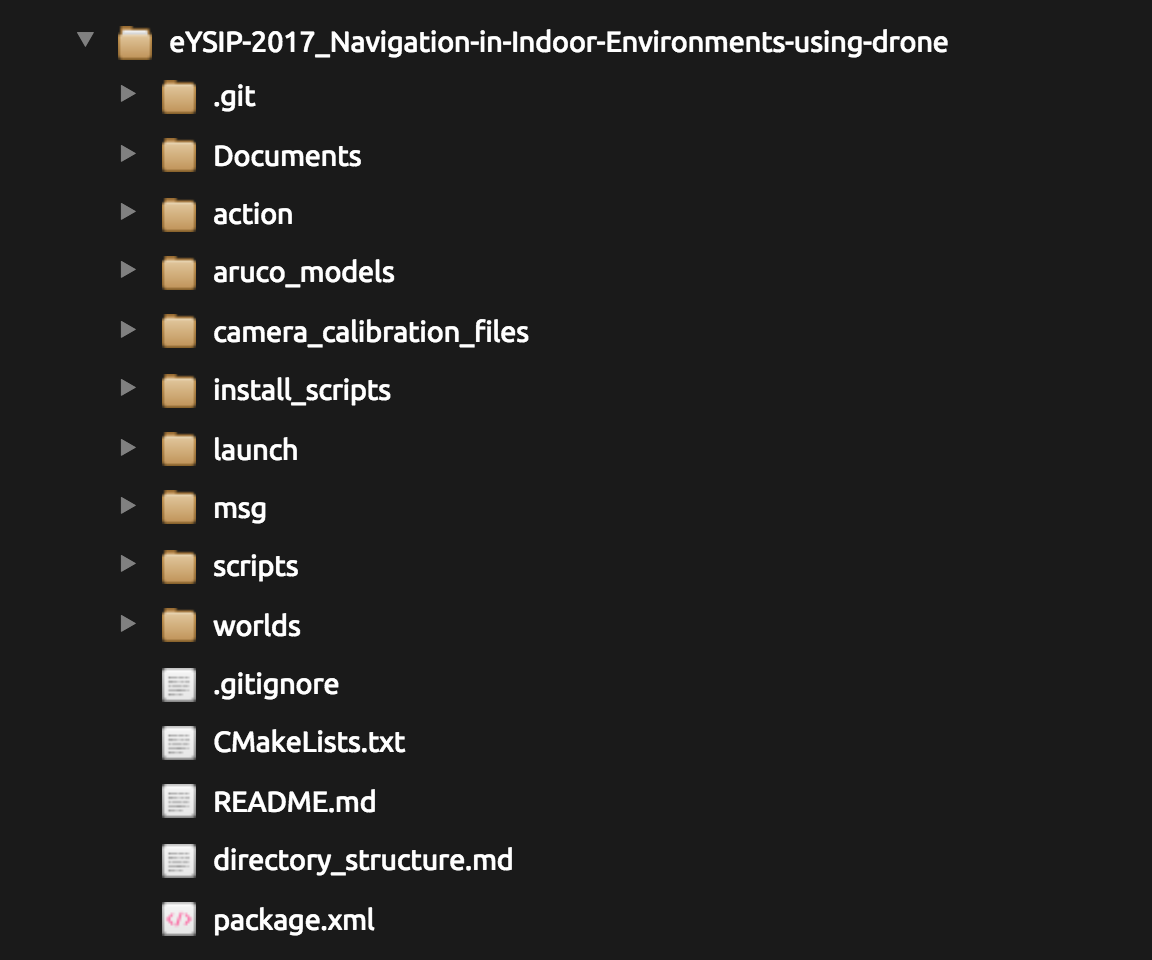 eYSIP-2017_Navigation-in-Indoor-Environments-using-drone
.git
Documents
action
aruco_models
camera_calibration_files
install_scripts
launch
msg
scripts
worlds
.gitignore
CMakeLists.txt
README.md
directory_structure.md
package.xml